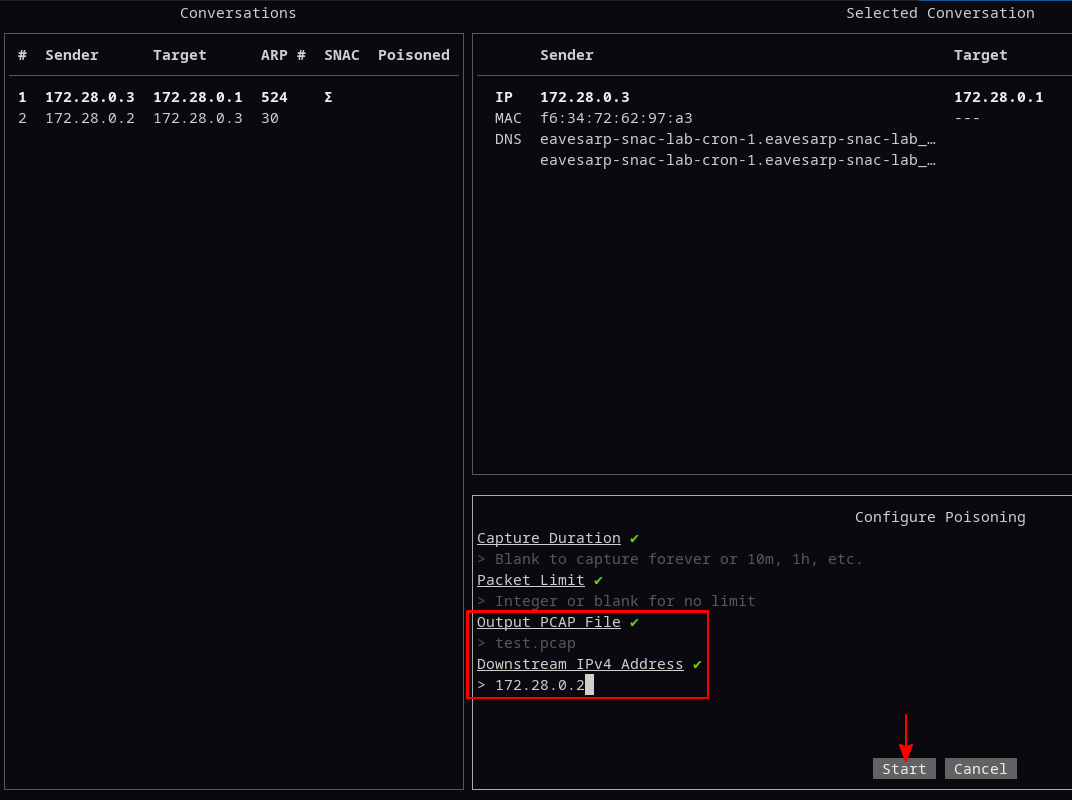 Conversations
# Sender Target ARP # SNAC Poisoned
1 172.28.0.3 172.28.0.1 524 Σ
2 172.28.0.2 172.28.0.3 30
Selected Conversation
Sender Target
IP 172.28.0.3 172.28.0.1
MAC f6:34:72:62:97:a3 ---
DNS eavesarp-snac-lab-cron-1.eavesarp-snac-lab_…
eavesarp-snac-lab-cron-1.eavesarp-snac-lab_…
Configure Poisoning
Capture Duration ✔
> Blank to capture forever or 10m, 1h, etc.
Packet Limit ✔
> Integer or blank for no limit
Output PCAP File ✔
> test.pcap
Downstream IPv4 Address ✔
> 172.28.0.2
Start Cancel